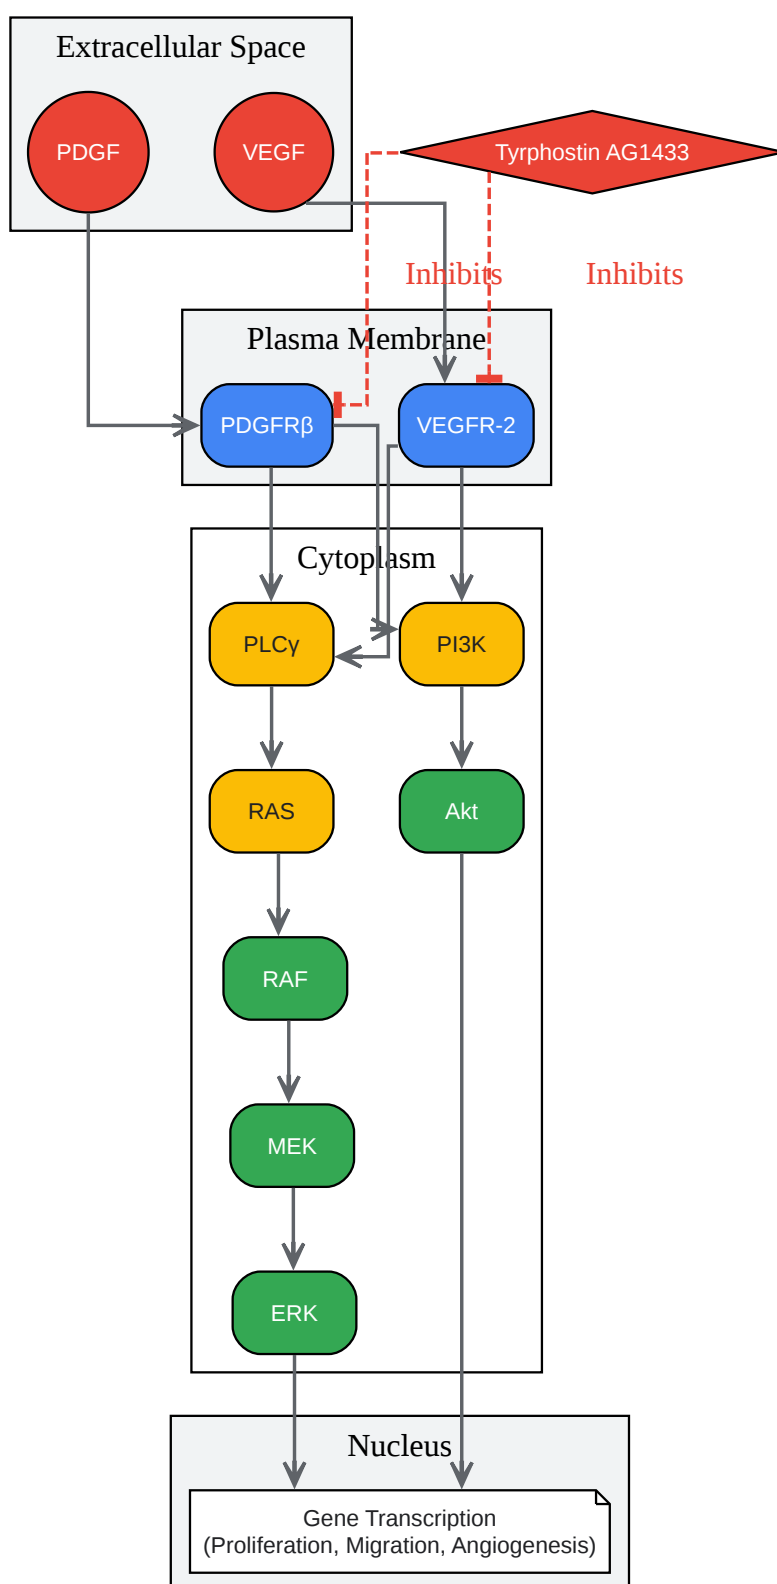 Extracellular Space
PDGF
VEGF
Tyrphostin AG1433
Inhibits
Inhibits
Plasma Membrane
PDGFRβ
VEGFR-2
Cytoplasm
PLCγ
PI3K
RAS
Akt
RAF
MEK
ERK
Nucleus
Gene Transcription
(Proliferation, Migration, Angiogenesis)